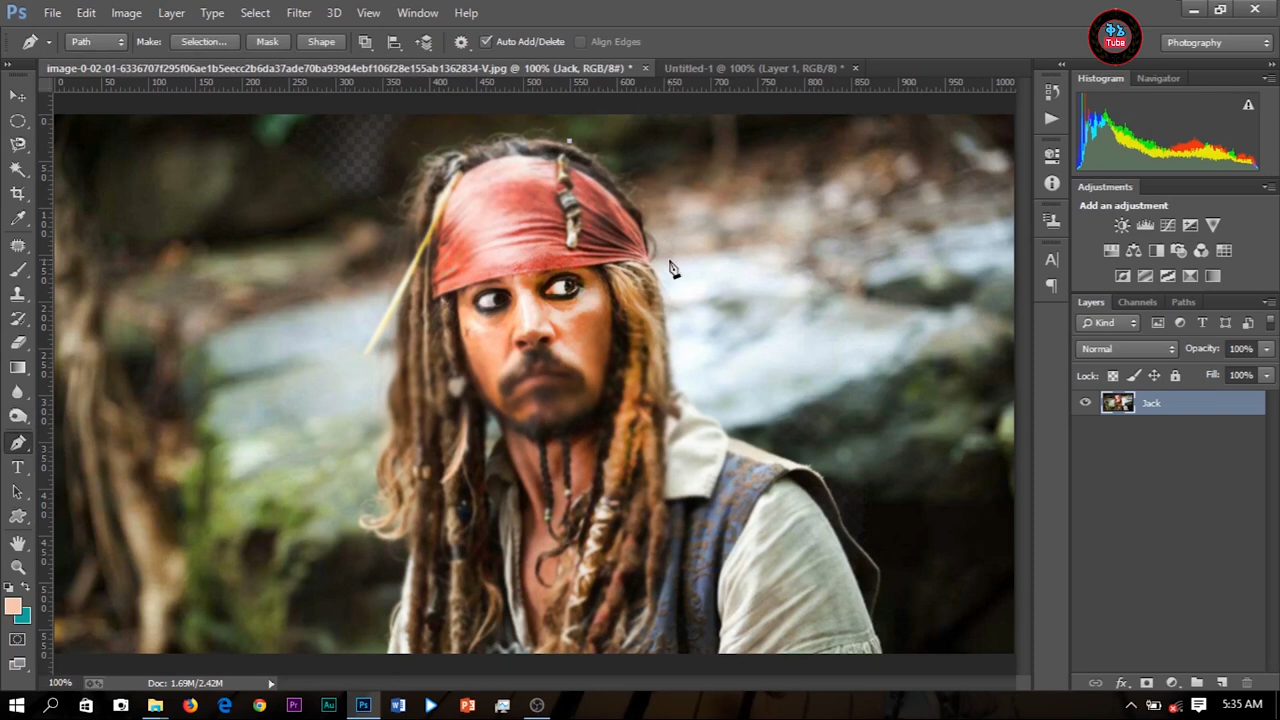 Ps File Edit Image Layer Type Select Filter 3D View Window Help
Path Make: Selection... Mask Shape Auto Add/Delete Align Edges
ቅኔ
Tube
Photography
image-0-02-01-6336707f295f06ae1b5eecc2b6da37ade70ba939d4ebf106f28e165ab1362834-V.jpg @ 100% (Jack, RGB/8#) * × Untitled-1 @ 100% (Layer 1, RGB/8) * ×
Histogram Navigator
Adjustments
Add an adjustment
Layers Channels Paths
Kind
Normal Opacity: 100%
Lock: Fill: 100%
Jack
100% Doc: 1.69M/2.42M
5:35 AM